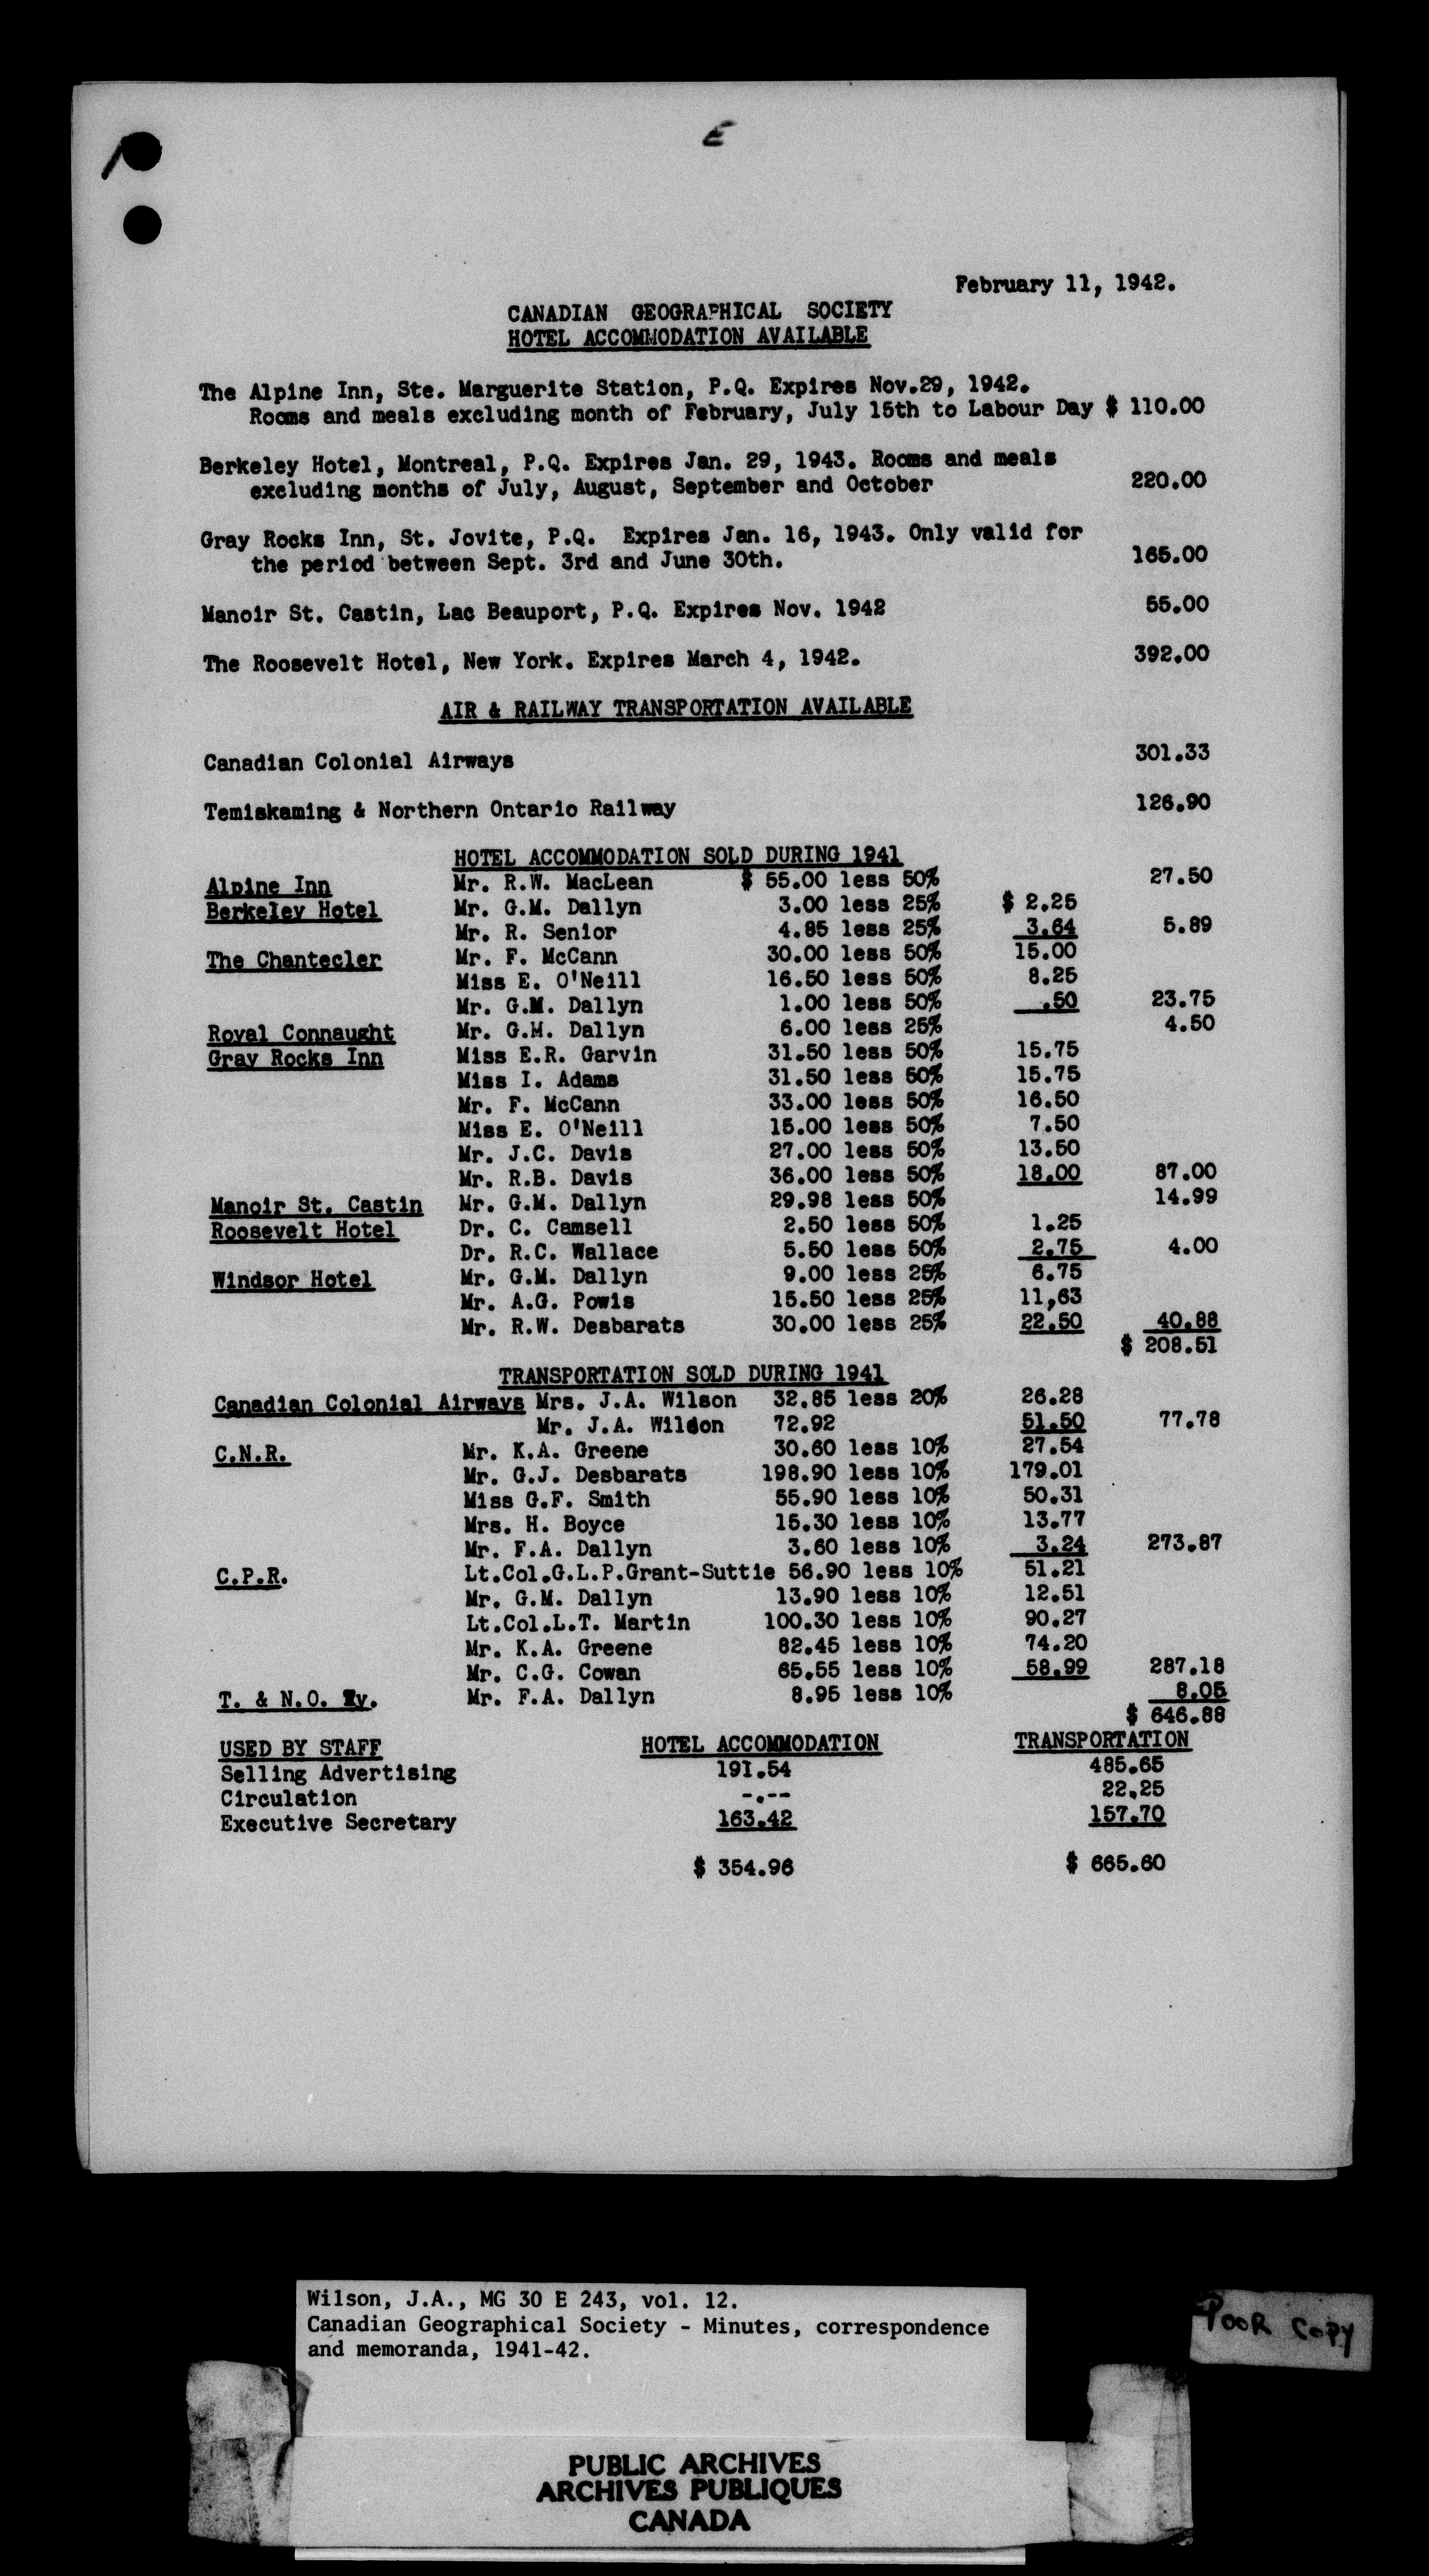 E
February 11, 1942.
CANADIAN GEOGRAPHICAL SOCIETY
HOTEL ACCOMMODATION AVAILABLE
The Alpine Inn, Ste. Marguerite Station, P.Q. Expires Nov.29, 1942.
Rooms and meals excluding month of February, July 15th to Labour Day $ 110.00
Berkeley Hotel, Montreal, P.Q. Expires Jan. 29, 1943. Rooms and meals
excluding months of July, August, September and October 220.00
Gray Rocks Inn, St. Jovite, P.Q. Expires Jan. 16, 1943. Only valid for
the period between Sept. 3rd and June 30th. 165.00
Manoir St. Castin, Lac Beauport, P.Q. Expires Nov. 1942 55.00
The Roosevelt Hotel, New York. Expires March 4, 1942. 392.00
AIR & RAILWAY TRANSPORTATION AVAILABLE
Canadian Colonial Airways 301.33
Temiskaming & Northern Ontario Railway 126.90
HOTEL ACCOMMODATION SOLD DURING 1941
Alpine Inn Mr. R.W. MacLean $ 55.00 less 50% 27.50
Berkeley Hotel Mr. G.M. Dallyn 3.00 less 25% $ 2.25
Mr. R. Senior 4.85 less 25% 3.64 5.89
The Chantecler Mr. F. McCann 30.00 less 50% 15.00
Miss E. O'Neill 16.50 less 50% 8.25
Mr. G.M. Dallyn 1.00 less 50% .50 23.75
Royal Connaught Mr. G.M. Dallyn 6.00 less 25% 4.50
Gray Rocks Inn Miss E.R. Garvin 31.50 less 50% 15.75
Miss I. Adams 31.50 less 50% 15.75
Mr. F. McCann 33.00 less 50% 16.50
Miss E. O'Neill 15.00 less 50% 7.50
Mr. J.C. Davis 27.00 less 50% 13.50
Mr. R.B. Davis 36.00 less 50% 18.00 87.00
Manoir St. Castin Mr. G.M. Dallyn 29.98 less 50% 14.99
Roosevelt Hotel Dr. C. Camsell 2.50 less 50% 1.25
Dr. R.C. Wallace 5.50 less 50% 2.75 4.00
Windsor Hotel Mr. G.M. Dallyn 9.00 less 25% 6.75
Mr. A.G. Powis 15.50 less 25% 11,63
Mr. R.W. Desbarats 30.00 less 25% 22.50 40.88
$ 208.51
TRANSPORTATION SOLD DURING 1941
Canadian Colonial Airways Mrs. J.A. Wilson 32.85 less 20% 26.28
Mr. J.A. Wildon 72.92 51.50 77.78
C.N.R. Mr. K.A. Greene 30.60 less 10% 27.54
Mr. G.J. Desbarats 198.90 less 10% 179.01
Miss G.F. Smith 55.90 less 10% 50.31
Mrs. H. Boyce 15.30 less 10% 13.77
Mr. F.A. Dallyn 3.60 less 10% 3.24 273.87
C.P.R. Lt.Col.G.L.P.Grant-Suttie 56.90 less 10% 51.21
Mr. G.M. Dallyn 13.90 less 10% 12.51
Lt.Col.L.T. Martin 100.30 less 10% 90.27
Mr. K.A. Greene 82.45 less 10% 74.20
Mr. C.G. Cowan 65.55 less 10% 58.99 287.18
T. & N.O. Ry. Mr. F.A. Dallyn 8.95 less 10% 8.05
$ 646.88
USED BY STAFF HOTEL ACCOMMODATION TRANSPORTATION
Selling Advertising 191.54 485.65
Circulation -.-- 22.25
Executive Secretary 163.42 157.70
$ 354.96 $ 665.60
Wilson, J.A., MG 30 E 243, vol. 12.
Canadian Geographical Society - Minutes, correspondence
and memoranda, 1941-42.
POOR COPY
PUBLIC ARCHIVES
ARCHIVES PUBLIQUES
CANADA